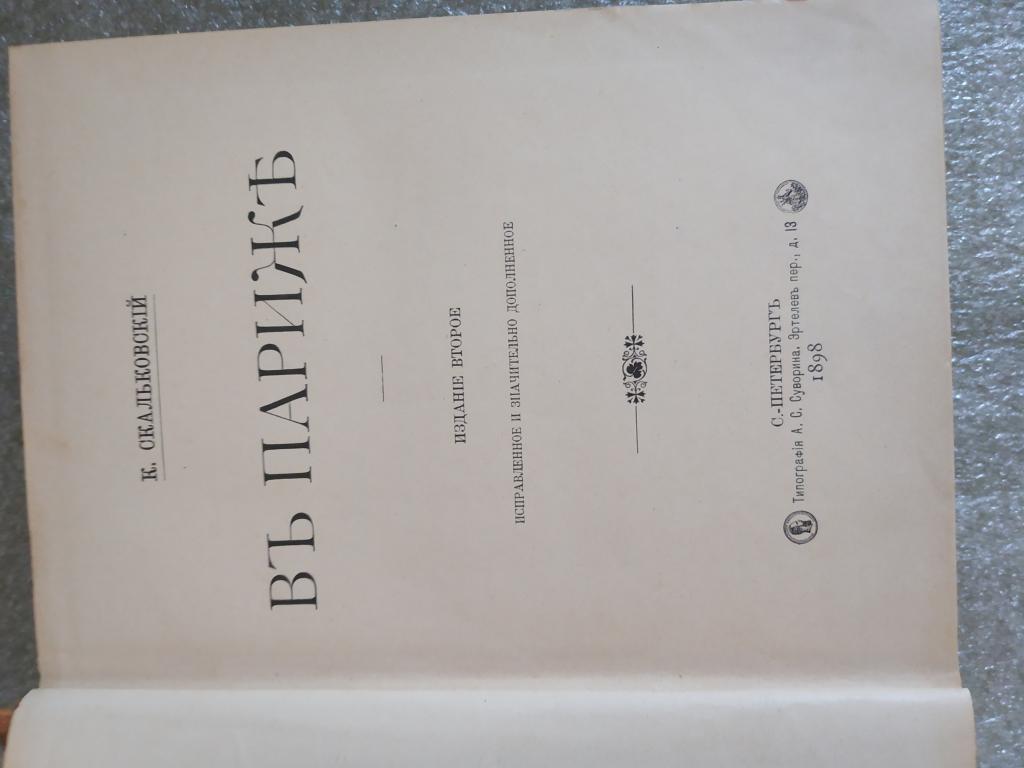 К. СКАЛЬКОВСКІЙ
ВЪ ПАРИЖѢ
ИЗДАНІЕ ВТОРОЕ
ИСПРАВЛЕННОЕ И ЗНАЧИТЕЛЬНО ДОПОЛНЕННОЕ
С.-ПЕТЕРБУРГЪ
Типографія А. С. Суворина. Эртелевъ пер., д. 13
1898